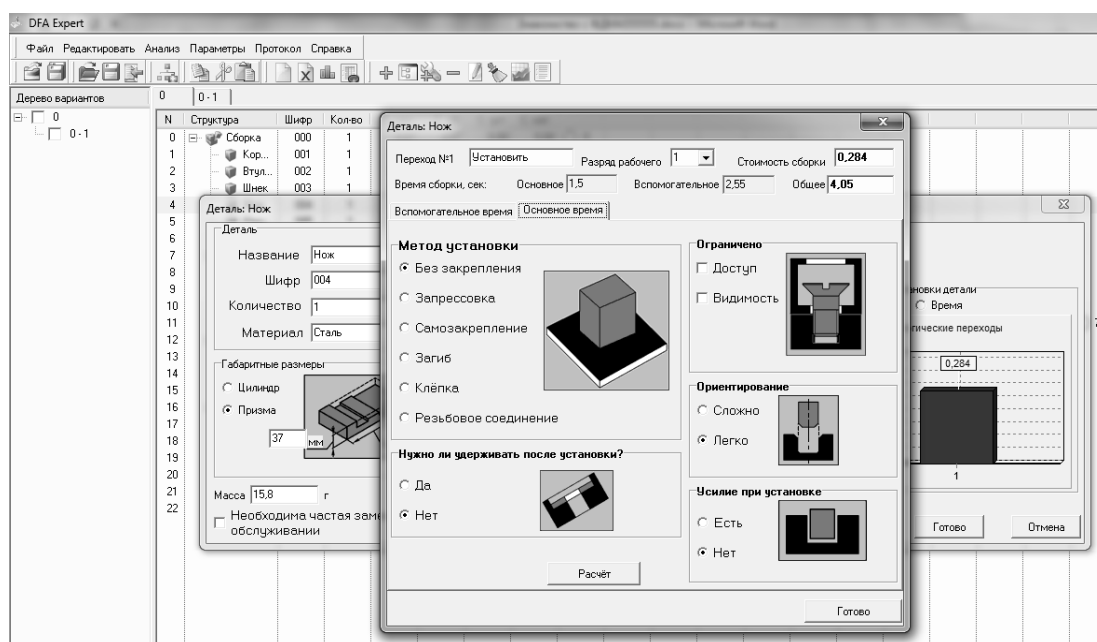 DFA Expert
Файл Редактировать Анализ Параметры Протокол Справка
Дерево вариантов
0
0 - 1
0 0 - 1
N Структура Шифр Кол-во
0 Сборка 000 1
1 Кор... 001 1
2 Втул... 002 1
3 Шнек 003 1
4
5
6
7
8
9
10
11
12
13
14
15
16
17
18
19
20
21
22
Деталь: Нож
Деталь
Название Нож
Шифр 004
Количество 1
Материал Сталь
Габаритные размеры
Цилиндр
Призма
37 мм
Масса 15,8 г
Необходима частая заме
обслуживании
Деталь: Нож
Переход №1 Установить Разряд рабочего 1 Стоимость сборки 0,284
Время сборки, сек: Основное 1,5 Вспомогательное 2,55 Общее 4,05
Вспомогательное время Основное время
Метод установки
Без закрепления
Запрессовка
Самозакрепление
Загиб
Клёпка
Резьбовое соединение
Нужно ли удерживать после установки?
Да
Нет
Ограничено
Доступ
Видимость
Ориентирование
Сложно
Легко
Усилие при установке
Есть
Нет
Расчёт
Готово
новки детали
Время
гические переходы
0,284
1
Готово Отмена